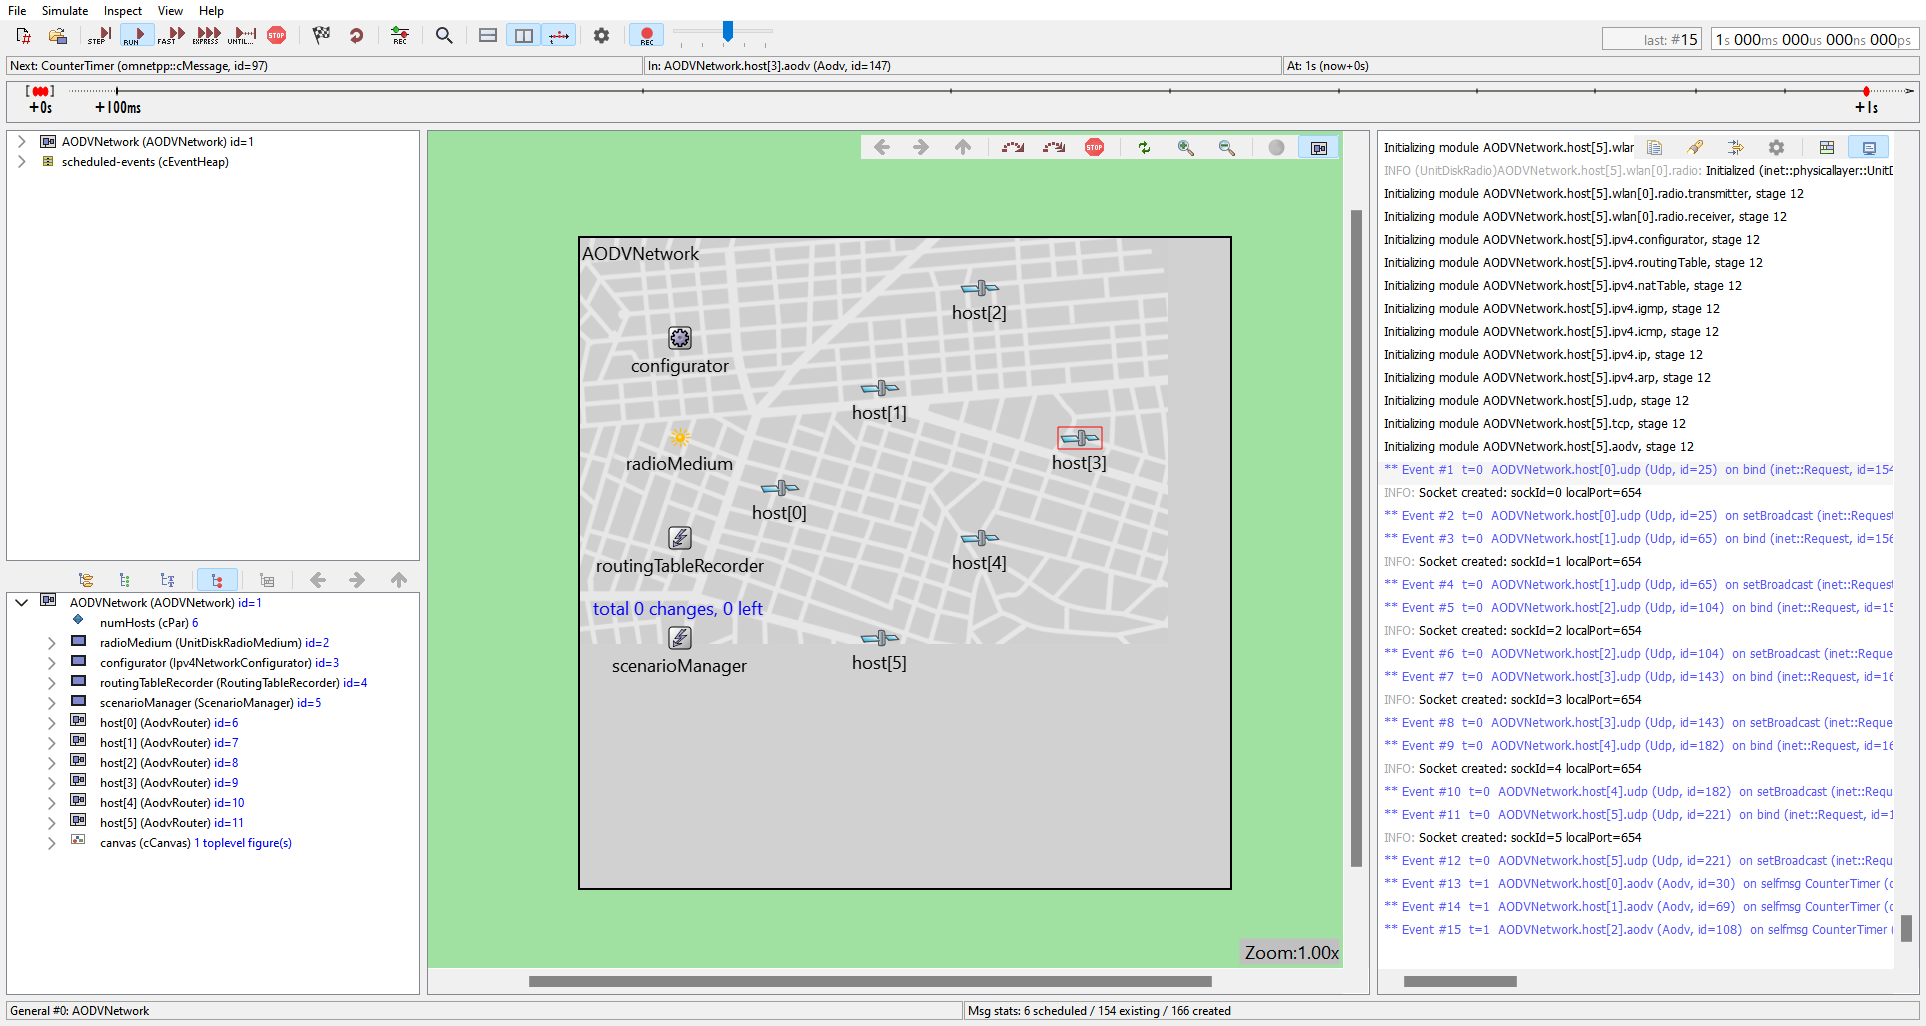 File Simulate Inspect View Help
STEP RUN FAST EXPRESS UNTIL... STOP REC REC
last: #15 1s 000ms 000us 000ns 000ps
Next: CounterTimer (omnetpp::cMessage, id=97) In: AODVNetwork.host[3].aodv (Aodv, id=147) At: 1s (now+0s)
+0s +100ms +1s
AODVNetwork (AODVNetwork) id=1
scheduled-events (cEventHeap)
AODVNetwork (AODVNetwork) id=1
numHosts (cPar) 6
radioMedium (UnitDiskRadioMedium) id=2
configurator (Ipv4NetworkConfigurator) id=3
routingTableRecorder (RoutingTableRecorder) id=4
scenarioManager (ScenarioManager) id=5
host[0] (AodvRouter) id=6
host[1] (AodvRouter) id=7
host[2] (AodvRouter) id=8
host[3] (AodvRouter) id=9
host[4] (AodvRouter) id=10
host[5] (AodvRouter) id=11
canvas (cCanvas) 1 toplevel figure(s)
STOP
AODVNetwork
host[2]
configurator
host[1]
radioMedium
host[3]
host[0]
routingTableRecorder
host[4]
total 0 changes, 0 left
scenarioManager
host[5]
Zoom:1.00x
Initializing module AODVNetwork.host[5].wlar
INFO (UnitDiskRadio)AODVNetwork.host[5].wlan[0].radio: Initialized (inet::physicallayer::UnitD
Initializing module AODVNetwork.host[5].wlan[0].radio.transmitter, stage 12
Initializing module AODVNetwork.host[5].wlan[0].radio.receiver, stage 12
Initializing module AODVNetwork.host[5].ipv4.configurator, stage 12
Initializing module AODVNetwork.host[5].ipv4.routingTable, stage 12
Initializing module AODVNetwork.host[5].ipv4.natTable, stage 12
Initializing module AODVNetwork.host[5].ipv4.igmp, stage 12
Initializing module AODVNetwork.host[5].ipv4.icmp, stage 12
Initializing module AODVNetwork.host[5].ipv4.ip, stage 12
Initializing module AODVNetwork.host[5].ipv4.arp, stage 12
Initializing module AODVNetwork.host[5].udp, stage 12
Initializing module AODVNetwork.host[5].tcp, stage 12
Initializing module AODVNetwork.host[5].aodv, stage 12
** Event #1 t=0 AODVNetwork.host[0].udp (Udp, id=25) on bind (inet::Request, id=154
INFO: Socket created: sockId=0 localPort=654
** Event #2 t=0 AODVNetwork.host[0].udp (Udp, id=25) on setBroadcast (inet::Request
** Event #3 t=0 AODVNetwork.host[1].udp (Udp, id=65) on bind (inet::Request, id=156
INFO: Socket created: sockId=1 localPort=654
** Event #4 t=0 AODVNetwork.host[1].udp (Udp, id=65) on setBroadcast (inet::Request
** Event #5 t=0 AODVNetwork.host[2].udp (Udp, id=104) on bind (inet::Request, id=15
INFO: Socket created: sockId=2 localPort=654
** Event #6 t=0 AODVNetwork.host[2].udp (Udp, id=104) on setBroadcast (inet::Reque
** Event #7 t=0 AODVNetwork.host[3].udp (Udp, id=143) on bind (inet::Request, id=16
INFO: Socket created: sockId=3 localPort=654
** Event #8 t=0 AODVNetwork.host[3].udp (Udp, id=143) on setBroadcast (inet::Reque
** Event #9 t=0 AODVNetwork.host[4].udp (Udp, id=182) on bind (inet::Request, id=16
INFO: Socket created: sockId=4 localPort=654
** Event #10 t=0 AODVNetwork.host[4].udp (Udp, id=182) on setBroadcast (inet::Requ
** Event #11 t=0 AODVNetwork.host[5].udp (Udp, id=221) on bind (inet::Request, id=1
INFO: Socket created: sockId=5 localPort=654
** Event #12 t=0 AODVNetwork.host[5].udp (Udp, id=221) on setBroadcast (inet::Requ
** Event #13 t=1 AODVNetwork.host[0].aodv (Aodv, id=30) on selfmsg CounterTimer (c
** Event #14 t=1 AODVNetwork.host[1].aodv (Aodv, id=69) on selfmsg CounterTimer (c
** Event #15 t=1 AODVNetwork.host[2].aodv (Aodv, id=108) on selfmsg CounterTimer (
General #0: AODVNetwork Msg stats: 6 scheduled / 154 existing / 166 created